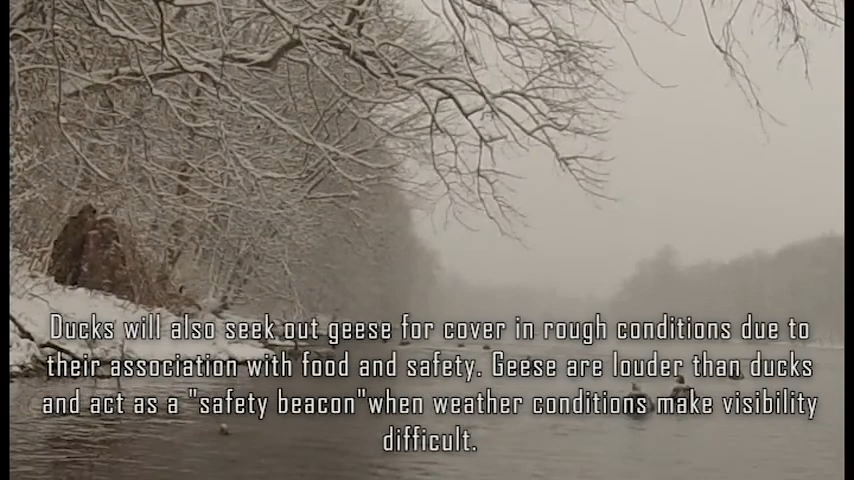 Ducks will also seek out geese for cover in rough conditions due to
their association with food and safety. Geese are louder than ducks
and act as a "safety beacon"when weather conditions make visibility
difficult.